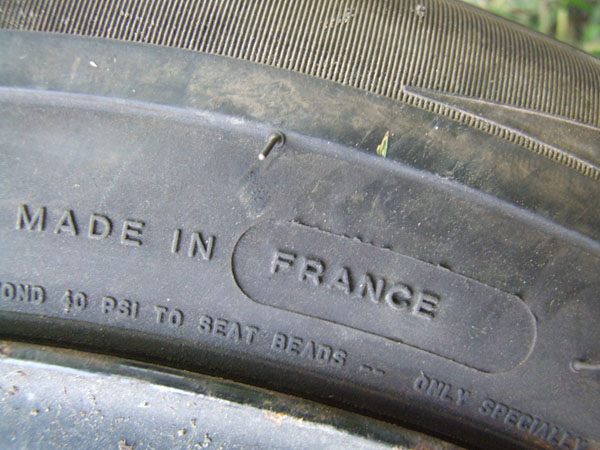 MADE IN FRANCE
OND 40 PSI TO SEAT BEADS -- ONLY SPECIALLY